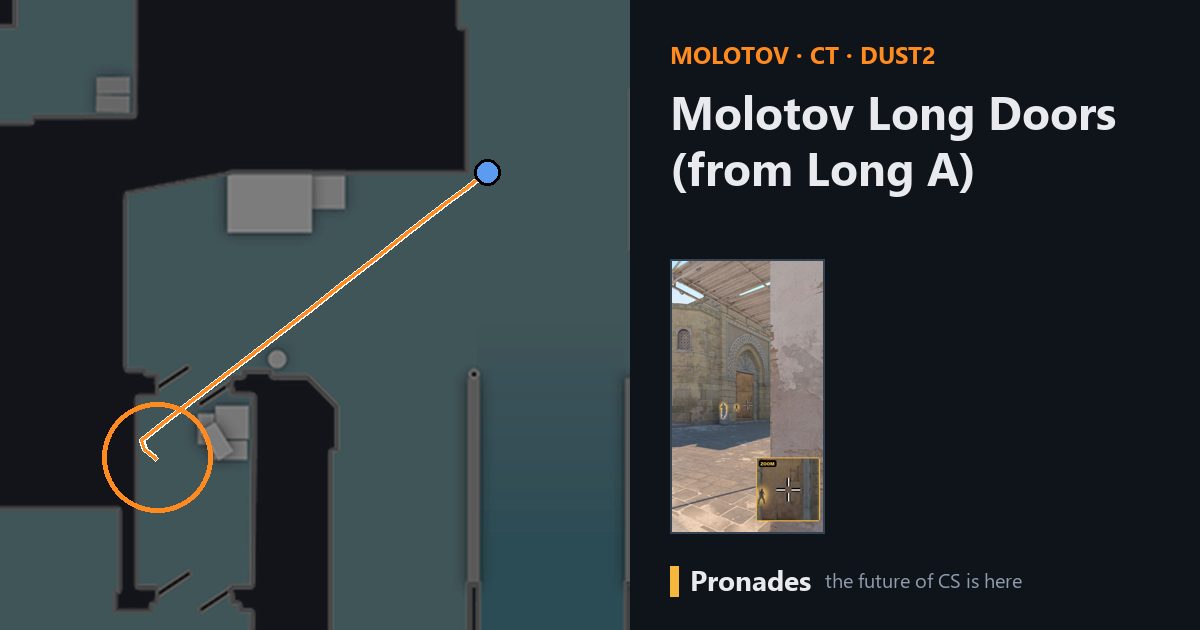 MOLOTOV · CT · DUST2
Molotov Long Doors
(from Long A)
ZOOM
Pronades the future of CS is here